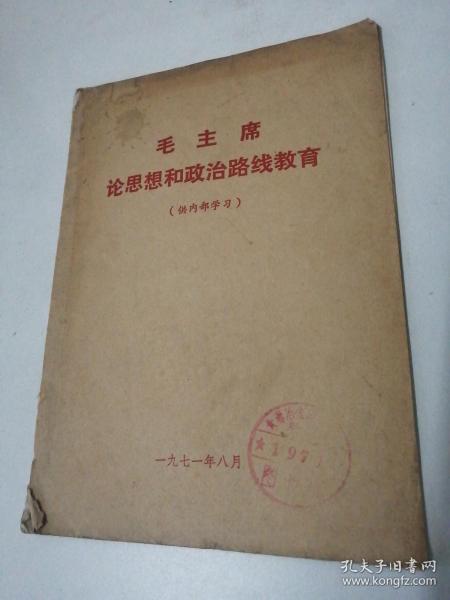 毛主席
论思想和政治路线教育
（供内部学习）
一九七一年八月
孔夫子旧书网
www.kongfz.com